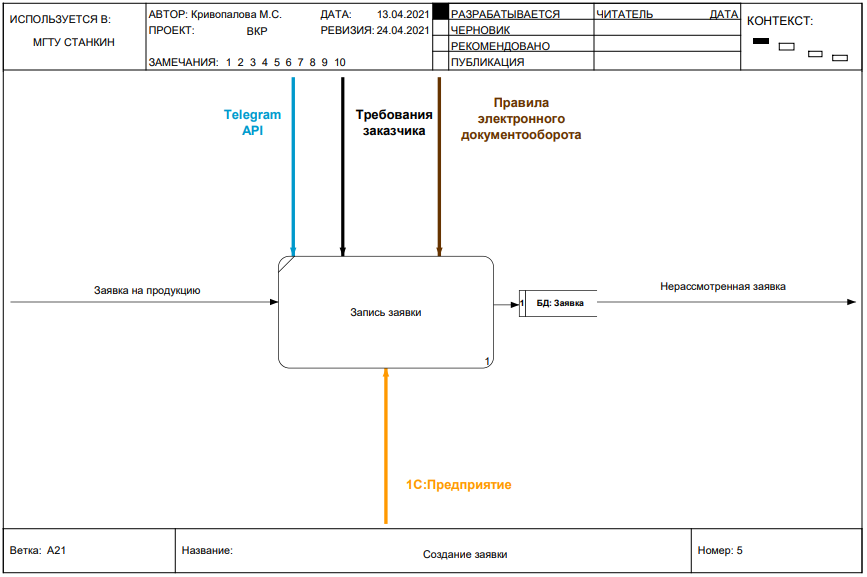 ИСПОЛЬЗУЕТСЯ В:
МГТУ СТАНКИН
АВТОР: Кривопалова М.С.
ДАТА: 13.04.2021
ПРОЕКТ: ВКР
РЕВИЗИЯ: 24.04.2021
ЗАМЕЧАНИЯ: 1 2 3 4 5 6 7 8 9 10
РАЗРАБАТЫВАЕТСЯ
ЧЕРНОВИК
РЕКОМЕНДОВАНО
ПУБЛИКАЦИЯ
ЧИТАТЕЛЬ ДАТА
КОНТЕКСТ:
Telegram
API
Требования
заказчика
Правила
электронного
документооборота
Заявка на продукцию
Запись заявки
1
1 БД: Заявка
Нерассмотренная заявка
1С:Предприятие
Ветка: A21
Название:
Создание заявки
Номер: 5